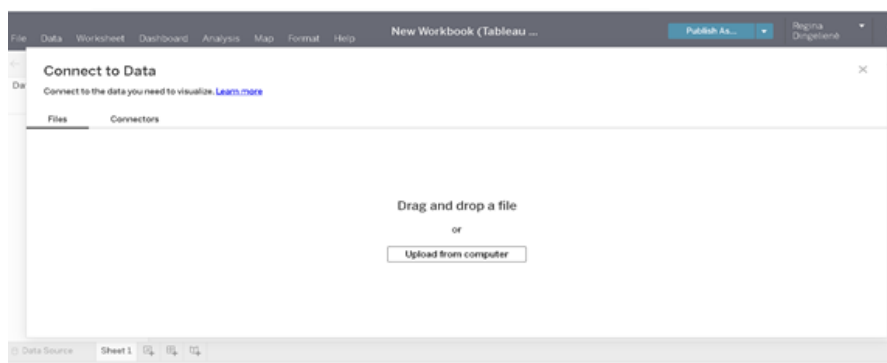 File Data Worksheet Dashboard Analysis Map Format Help
New Workbook (Tableau ...
Publish As...
Regina
Dingelienė
Connect to Data
Connect to the data you need to visualize. Learn more
Files Connectors
Drag and drop a file
or
Upload from computer
Data Source Sheet 1